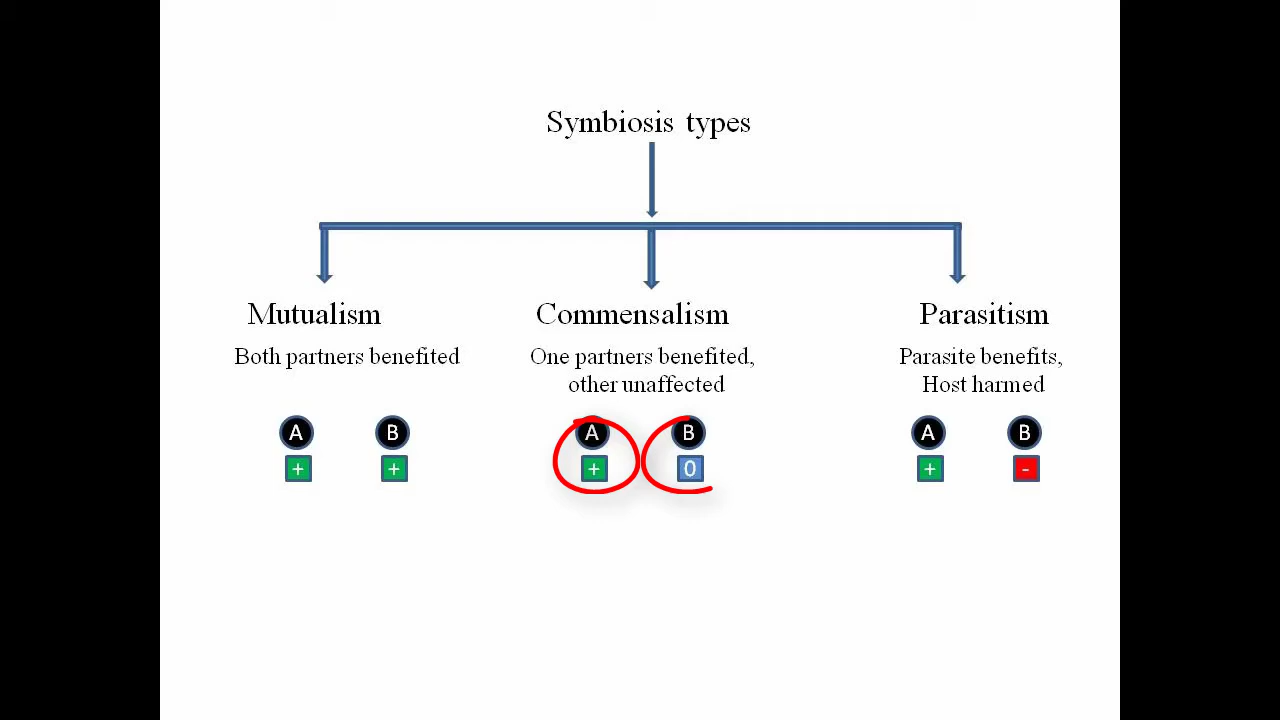 Symbiosis types
Mutualism
Commensalism
Parasitism
Both partners benefited
One partners benefited,
other unaffected
Parasite benefits,
Host harmed
A
B
A
B
A
B
+
+
+
0
+
-